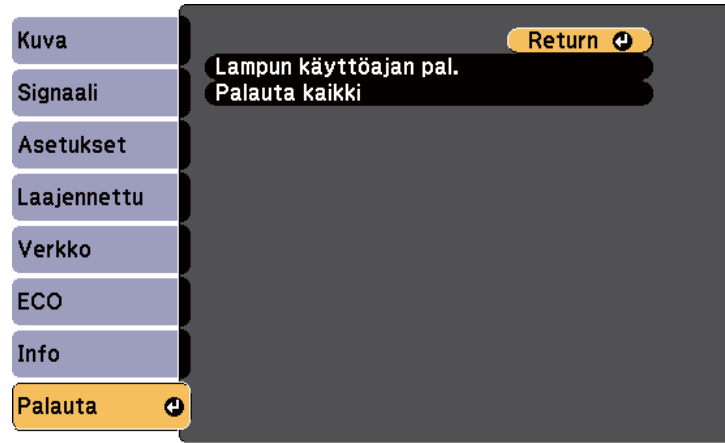 Kuva
Signaali
Asetukset
Laajennettu
Verkko
ECO
Info
Palauta
Return
Lampun käyttöajan pal.
Palauta kaikki